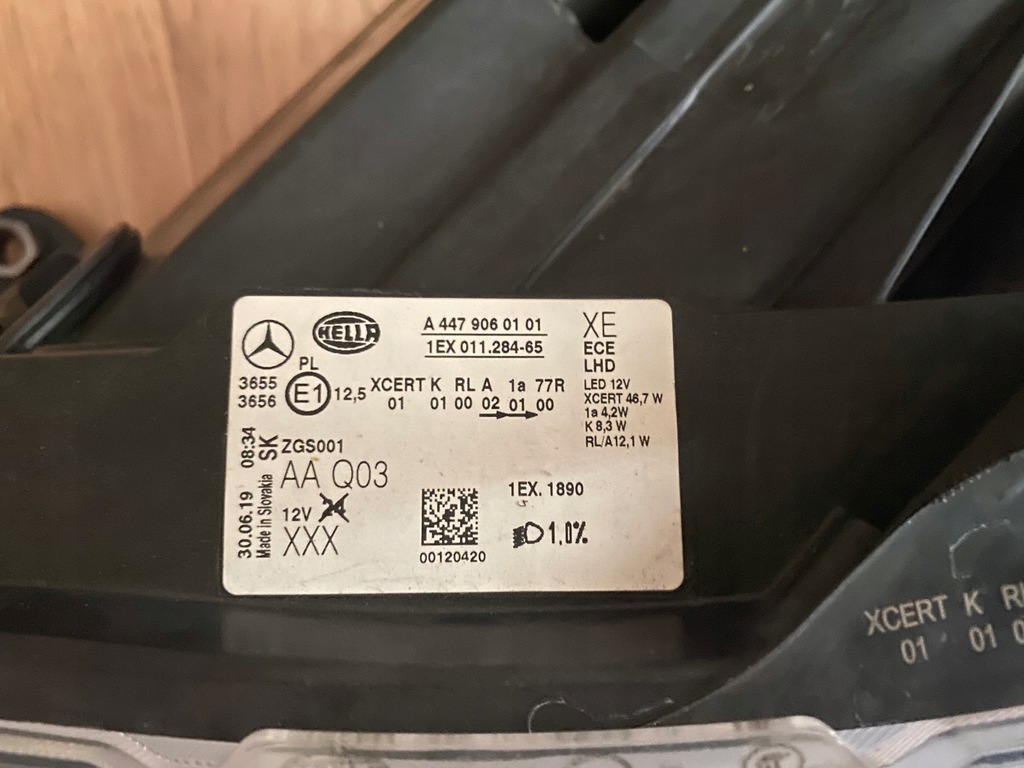 HELLA
A 447 906 01 01
1EX 011.284-65
XE
ECE
LHD
LED 12V
XCERT 46,7 W
1a 4,2W
K 8,3 W
RL/A12,1 W
PL
3655
3656
E1
12,5
XCERT K RL A 1a 77R
01 01 00 02 01 00
30.06.19 08:34
Made in Slovakia SK
ZGS001
AA Q03
12V 24
XXX
00120420
1EX. 1890
1,0%
XCERT K RL
01 01 0